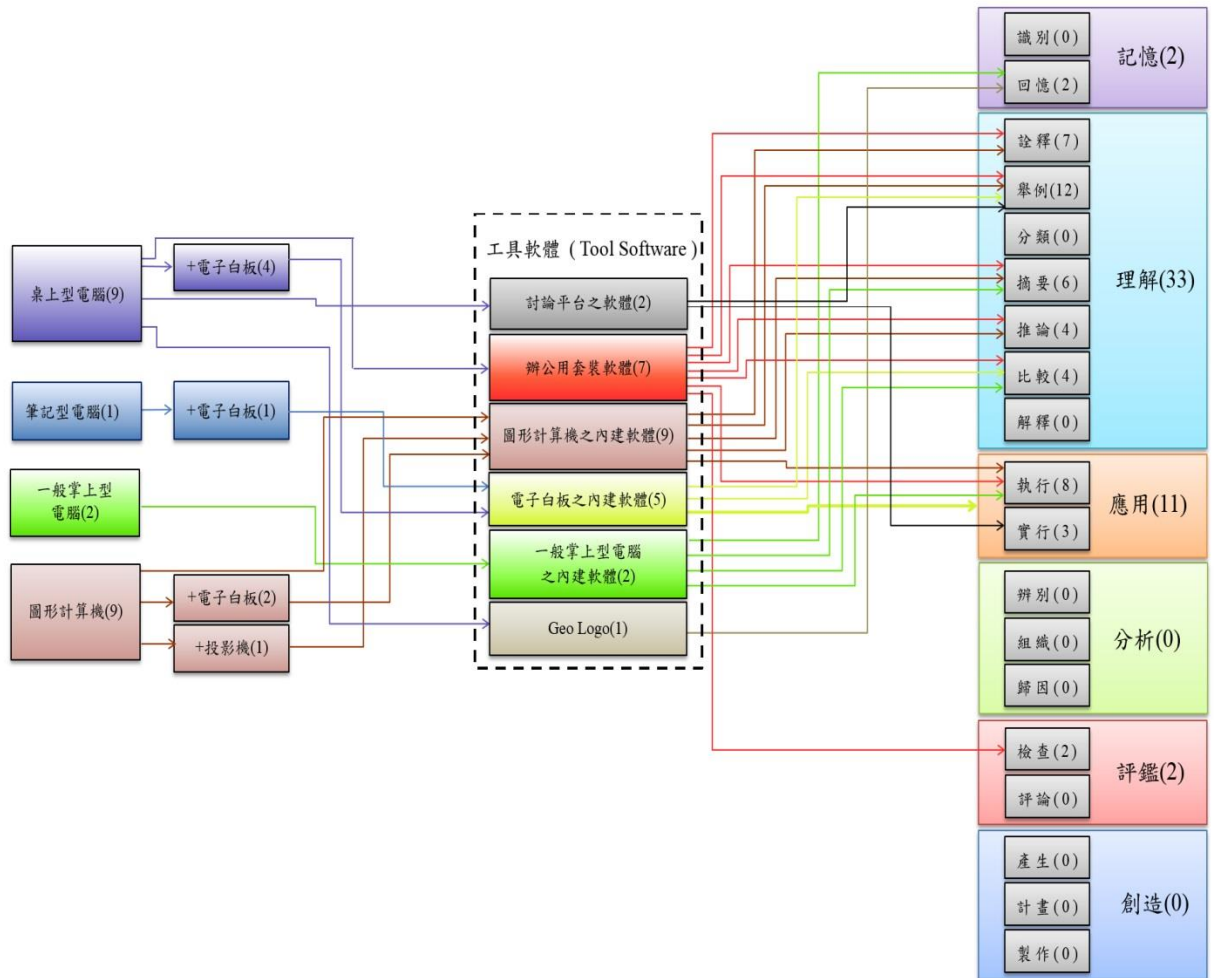 桌上型電腦(9)
+電子白板(4)
筆記型電腦(1)
+電子白板(1)
一般掌上型
電腦(2)
圖形計算機(9)
+電子白板(2)
+投影機(1)
工具軟體 ( Tool Software )
討論平台之軟體(2)
辦公用套裝軟體(7)
圖形計算機之內建軟體(9)
電子白板之內建軟體(5)
一般掌上型電腦
之內建軟體(2)
Geo Logo(1)
識別(0)
回憶(2)
記憶(2)
詮釋(7)
舉例(12)
分類(0)
摘要(6)
推論(4)
比較(4)
解釋(0)
理解(33)
執行(8)
實行(3)
應用(11)
辨別(0)
組織(0)
歸因(0)
分析(0)
檢查(2)
評論(0)
評鑑(2)
產生(0)
計畫(0)
製作(0)
創造(0)